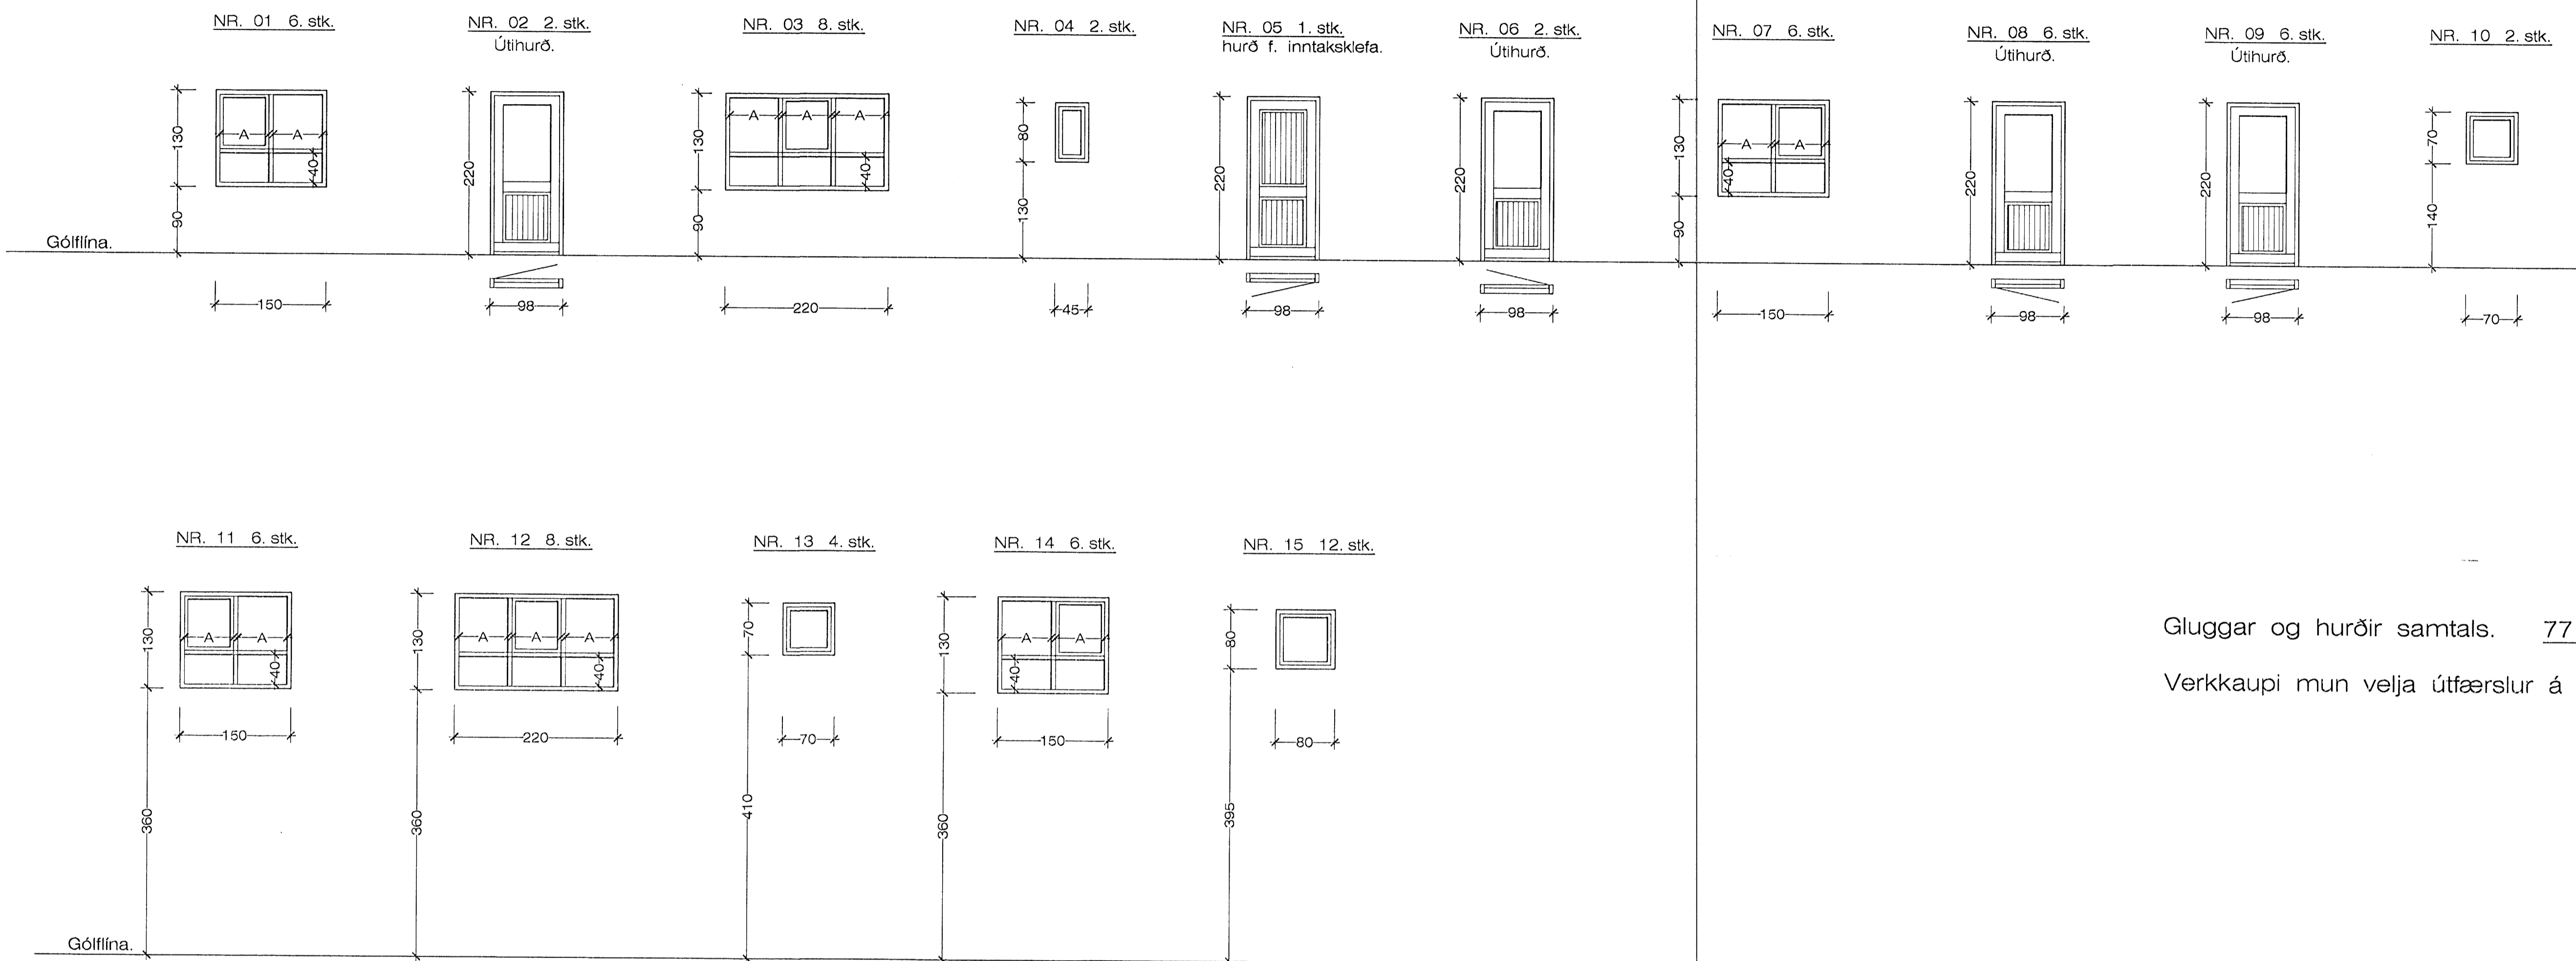 NR. 01 6. stk.
NR. 02 2. stk.
Útihurð.
NR. 03 8. stk.
NR. 04 2. stk.
NR. 05 1. stk.
hurð f. inntaksklefa.
NR. 06 2. stk.
Útihurð.
NR. 07 6. stk.
NR. 08 6. stk.
Útihurð.
NR. 09 6. stk.
Útihurð.
NR. 10 2. stk.
130
A A
40
90
150
220
98
130
A A A
40
90
220
80
130
45
220
98
220
98
130
A A
40
90
150
220
98
220
98
70
140
70
Gólflína.
NR. 11 6. stk.
NR. 12 8. stk.
NR. 13 4. stk.
NR. 14 6. stk.
NR. 15 12. stk.
130
A A
40
150
360
130
A A A
40
220
360
70
70
410
130
A A
40
150
360
80
80
395
Gólflína.
Gluggar og hurðir samtals. 77
Verkkaupi mun velja útfærslur á